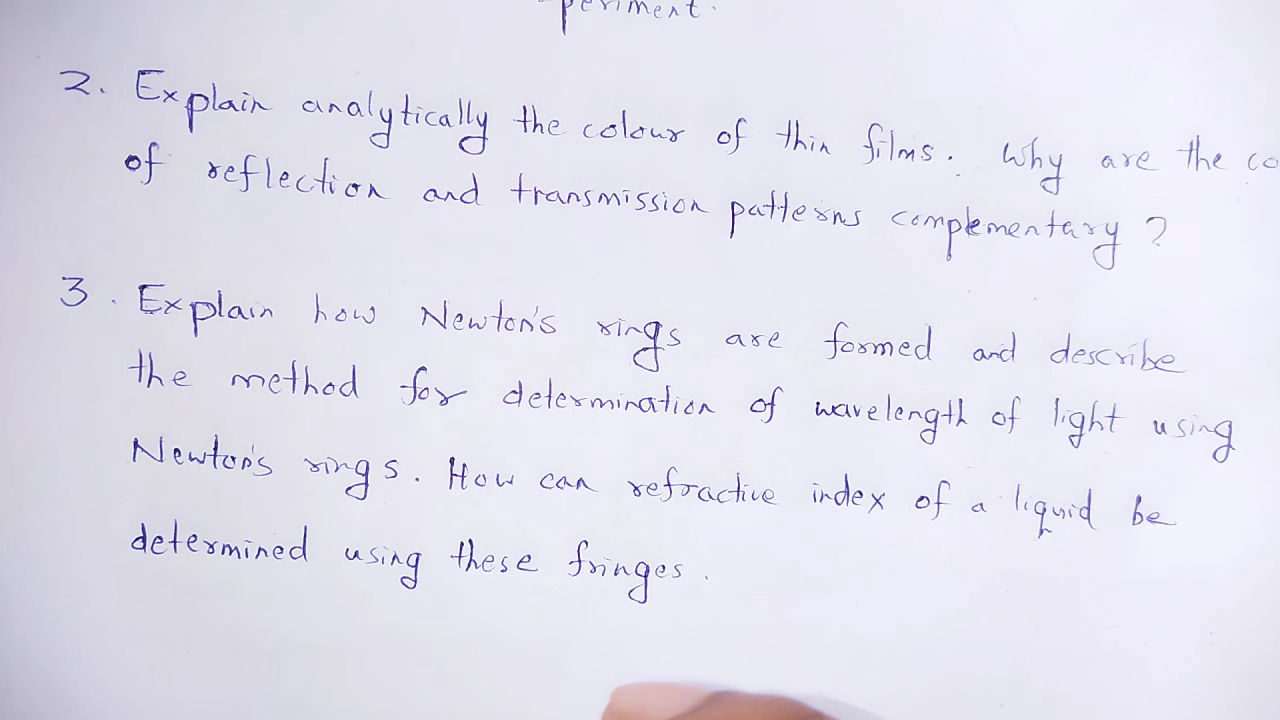 2. Explain analytically the colour of thin films. Why are the
of reflection and transmission patterns complementary ?
3. Explain how Newton's rings are formed and describe
the method for determination of wavelength of light using
Newton's rings. How can refractive index of a liquid be
determined using these fringes.